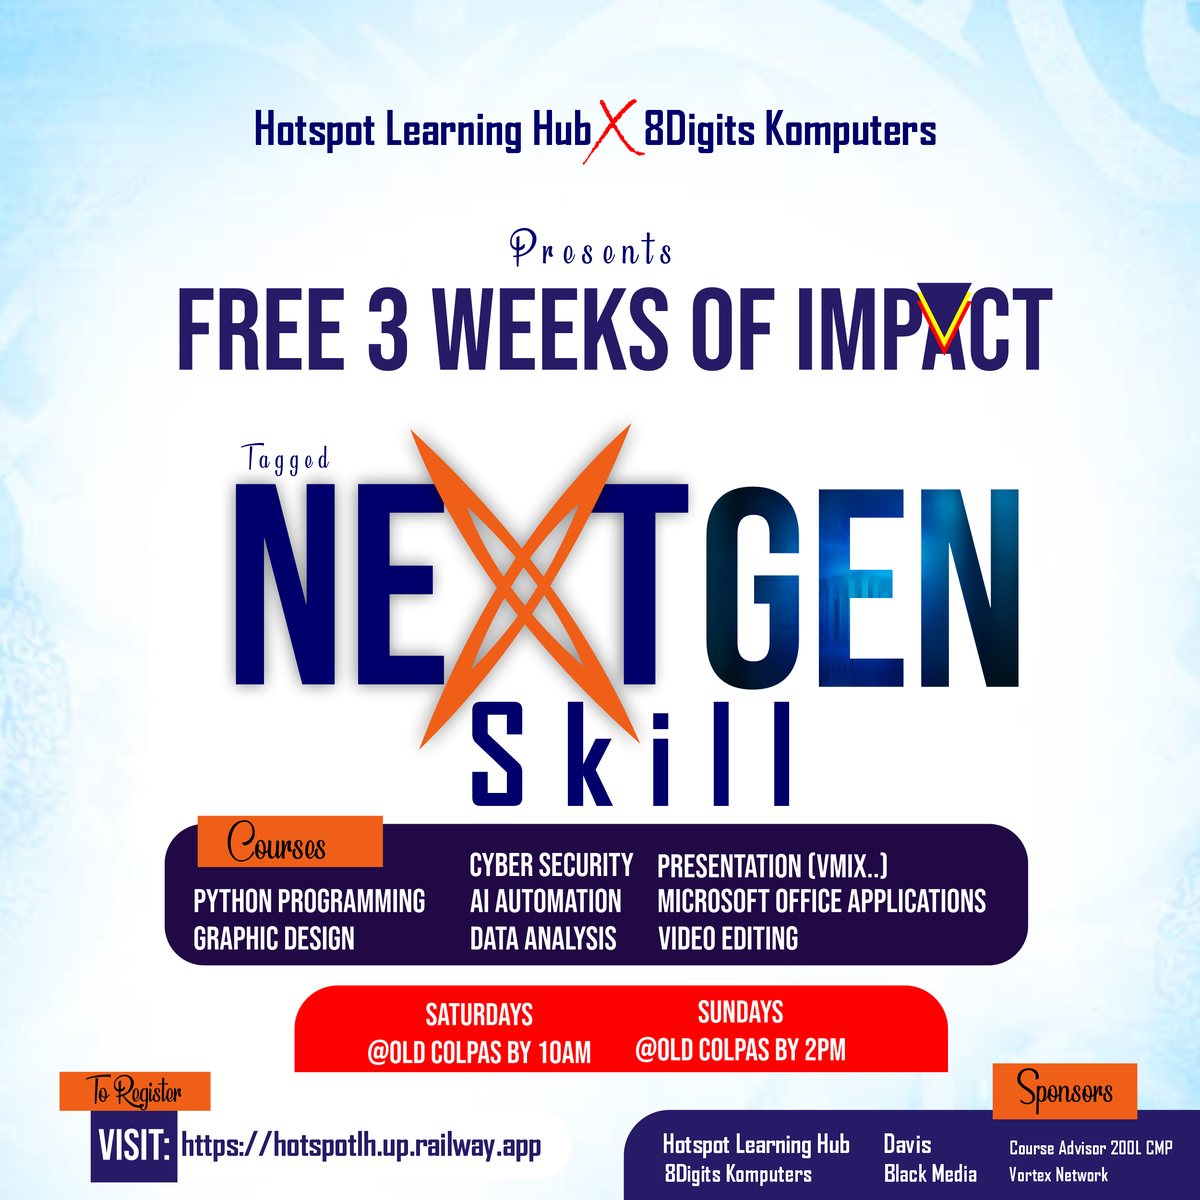 Hotspot Learning Hub X 8Digits Komputers
Presents
FREE 3 WEEKS OF IMPACT
Tagged
NEXTGEN
Skill
Courses
PYTHON PROGRAMMING
GRAPHIC DESIGN
CYBER SECURITY
AI AUTOMATION
DATA ANALYSIS
PRESENTATION (VMIX..)
MICROSOFT OFFICE APPLICATIONS
VIDEO EDITING
SATURDAYS
@OLD COLPAS BY 10AM
SUNDAYS
@OLD COLPAS BY 2PM
To Register
VISIT: https://hotspotlh.up.railway.app
Sponsors
Hotspot Learning Hub
8Digits Komputers
Davis
Black Media
Course Advisor 200L CMP
Vortex Network